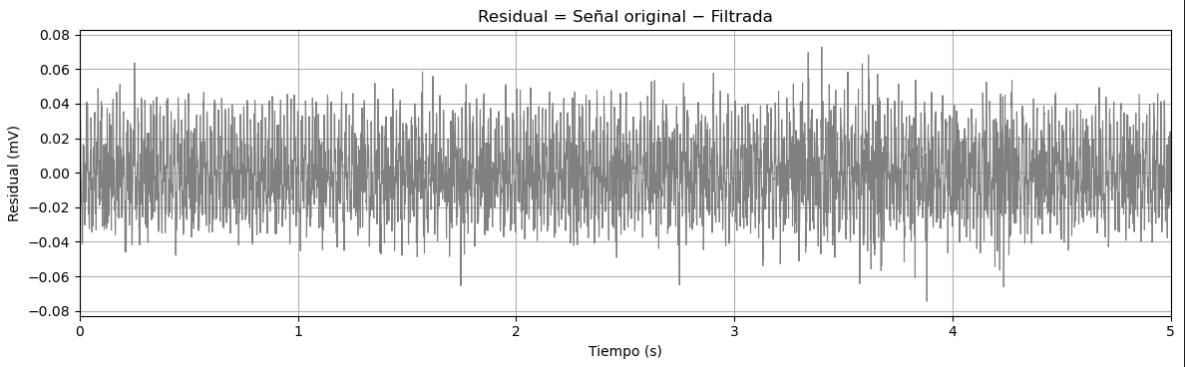 Residual = Señal original − Filtrada
0.08
0.06
0.04
0.02
0.00
−0.02
−0.04
−0.06
−0.08
Residual (mV)
0 1 2 3 4 5
Tiempo (s)